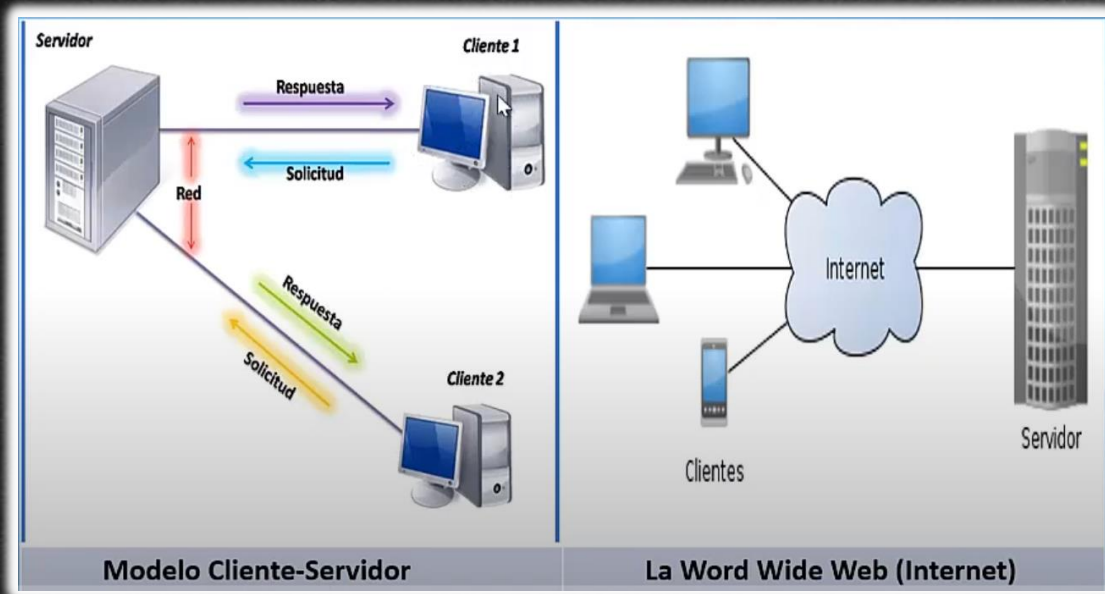 Servidor
Cliente 1
Respuesta
Solicitud
Red
Respuesta
Solicitud
Cliente 2
Modelo Cliente-Servidor
Internet
Clientes
Servidor
La Word Wide Web (Internet)